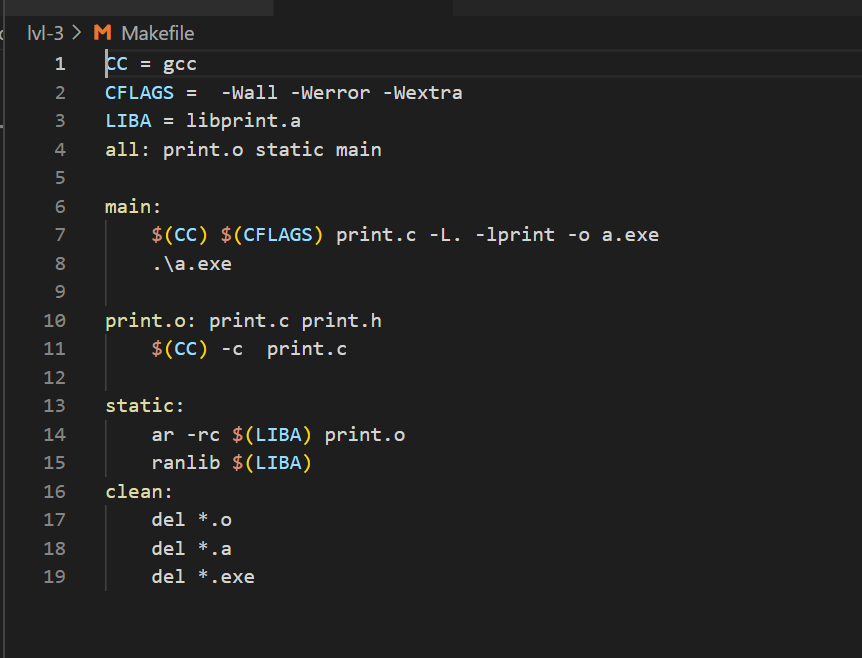 lvl-3 > M Makefile
1 CC = gcc
2 CFLAGS =  -Wall -Werror -Wextra
3 LIBA = libprint.a
4 all: print.o static main
5
6 main:
7     $(CC) $(CFLAGS) print.c -L. -lprint -o a.exe
8     .\a.exe
9
10 print.o: print.c print.h
11     $(CC) -c  print.c
12
13 static:
14     ar -rc $(LIBA) print.o
15     ranlib $(LIBA)
16 clean:
17     del *.o
18     del *.a
19     del *.exe